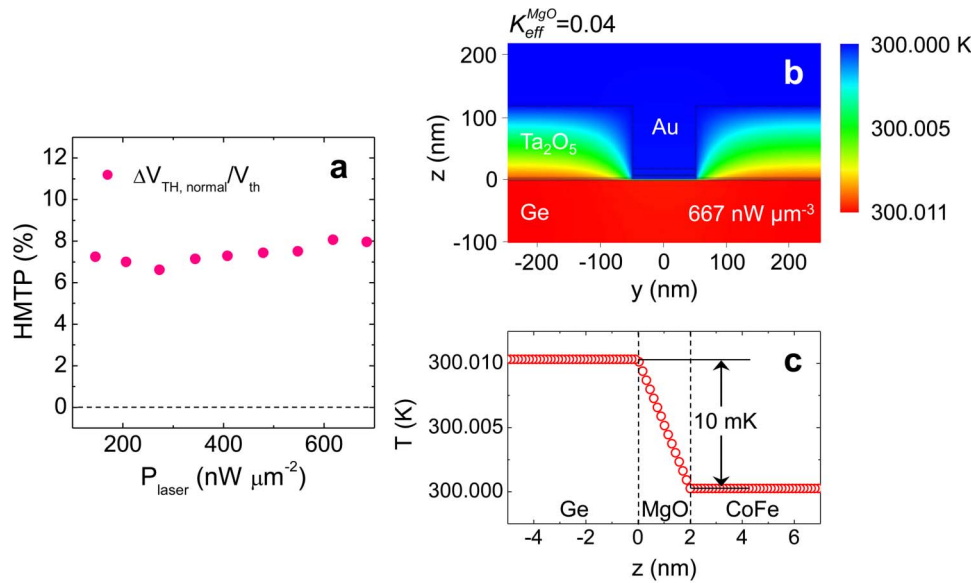 a
ΔV_TH, normal/V_th
HMTP (%)
12
10
8
6
4
2
0
200
400
600
P_laser (nW μm⁻²)
K_eff^MgO=0.04
b
z (nm)
200
100
0
-100
Au
Ta₂O₅
Ge
667 nW μm⁻³
-200
-100
0
100
200
y (nm)
300.000 K
300.005
300.011
c
T (K)
300.010
300.005
300.000
10 mK
Ge
MgO
CoFe
-4
-2
0
2
4
6
z (nm)